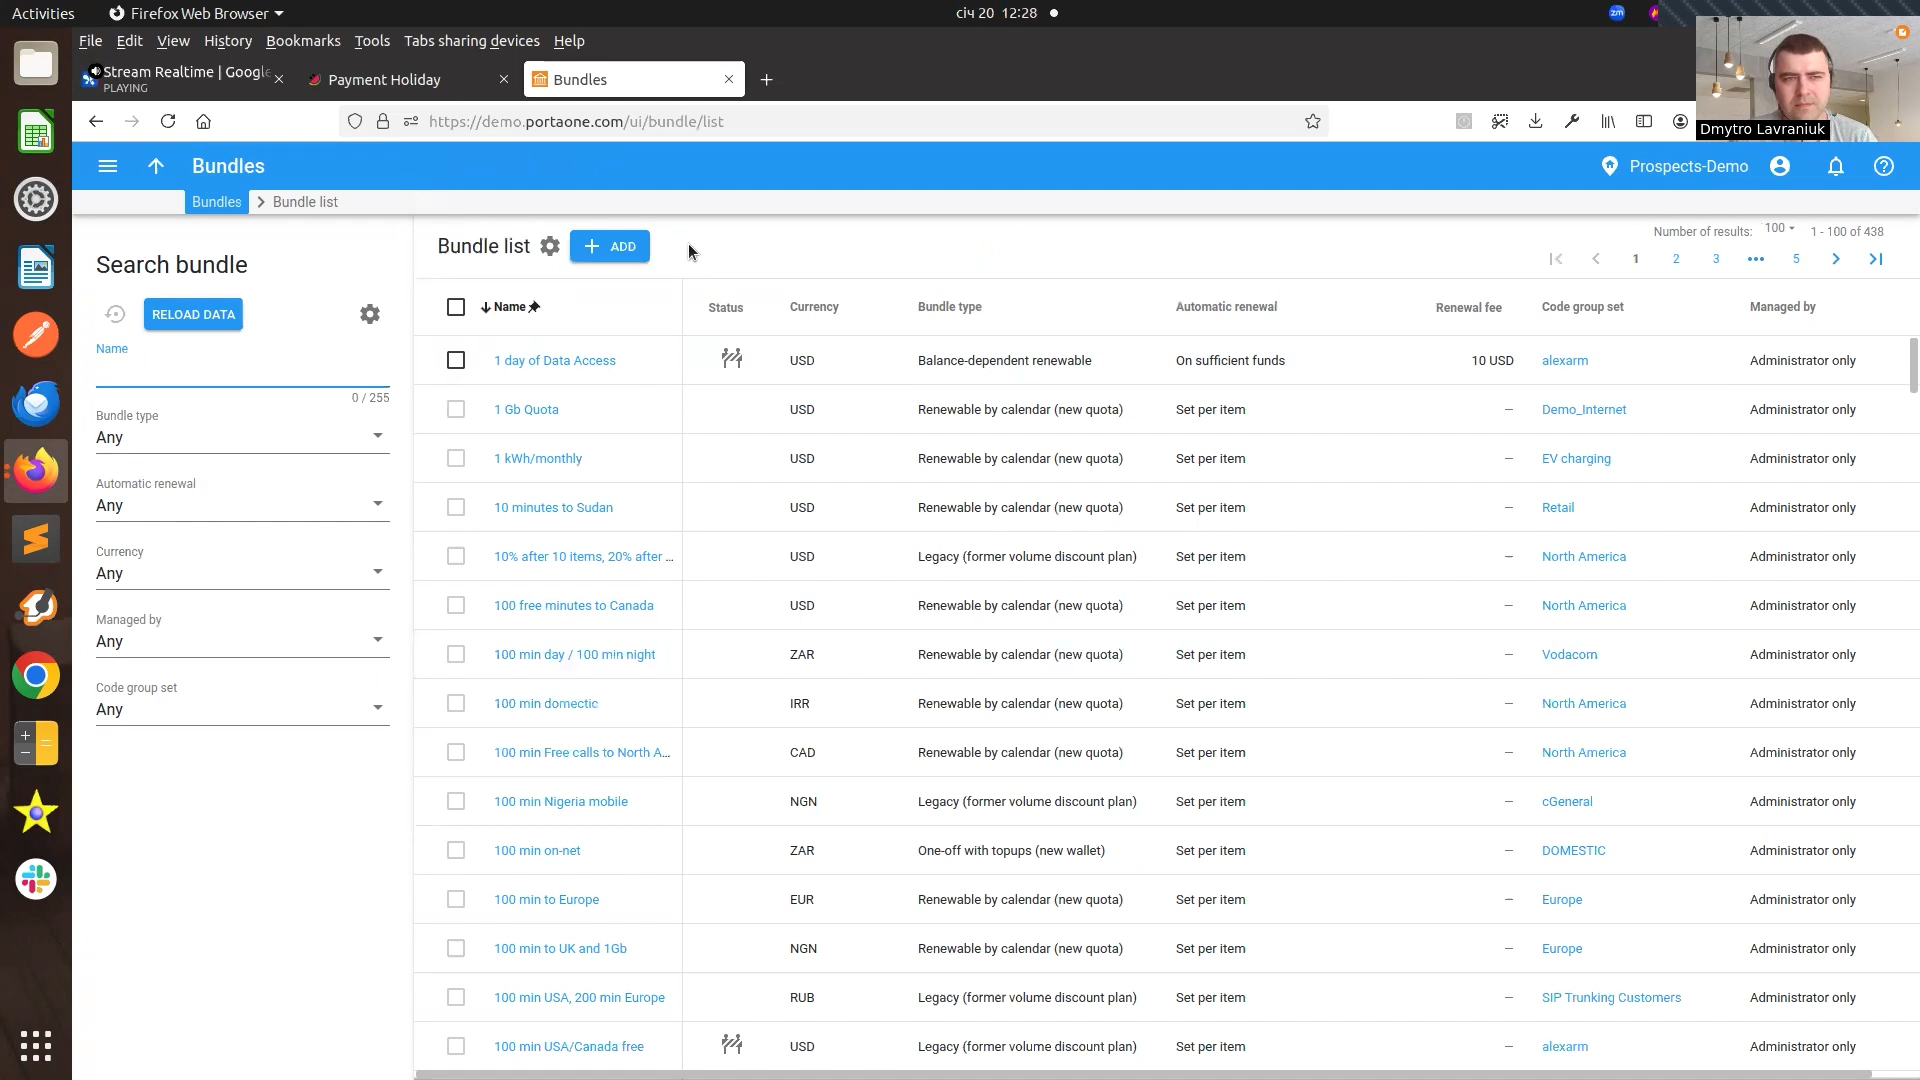 Activities
Firefox Web Browser
січ 20 12:28
zm
File Edit View History Bookmarks Tools Tabs sharing devices Help
Stream Realtime | Google
PLAYING
Payment Holiday
Bundles
https://demo.portaone.com/ui/bundle/list
Dmytro Lavraniuk
Bundles
Prospects-Demo
Bundles > Bundle list
Search bundle
RELOAD DATA
Name
0 / 255
Bundle type
Any
Automatic renewal
Any
Currency
Any
Managed by
Any
Code group set
Any
Bundle list
+ ADD
Number of results: 100 1 - 100 of 438
1 2 3 ••• 5
Name Status Currency Bundle type Automatic renewal Renewal fee Code group set Managed by
1 day of Data Access USD Balance-dependent renewable On sufficient funds 10 USD alexarm Administrator only
1 Gb Quota USD Renewable by calendar (new quota) Set per item – Demo_Internet Administrator only
1 kWh/monthly USD Renewable by calendar (new quota) Set per item – EV charging Administrator only
10 minutes to Sudan USD Renewable by calendar (new quota) Set per item – Retail Administrator only
10% after 10 items, 20% after ... USD Legacy (former volume discount plan) Set per item – North America Administrator only
100 free minutes to Canada USD Renewable by calendar (new quota) Set per item – North America Administrator only
100 min day / 100 min night ZAR Renewable by calendar (new quota) Set per item – Vodacom Administrator only
100 min domectic IRR Renewable by calendar (new quota) Set per item – North America Administrator only
100 min Free calls to North A... CAD Renewable by calendar (new quota) Set per item – North America Administrator only
100 min Nigeria mobile NGN Legacy (former volume discount plan) Set per item – cGeneral Administrator only
100 min on-net ZAR One-off with topups (new wallet) Set per item – DOMESTIC Administrator only
100 min to Europe EUR Renewable by calendar (new quota) Set per item – Europe Administrator only
100 min to UK and 1Gb NGN Renewable by calendar (new quota) Set per item – Europe Administrator only
100 min USA, 200 min Europe RUB Legacy (former volume discount plan) Set per item – SIP Trunking Customers Administrator only
100 min USA/Canada free USD Legacy (former volume discount plan) Set per item – alexarm Administrator only